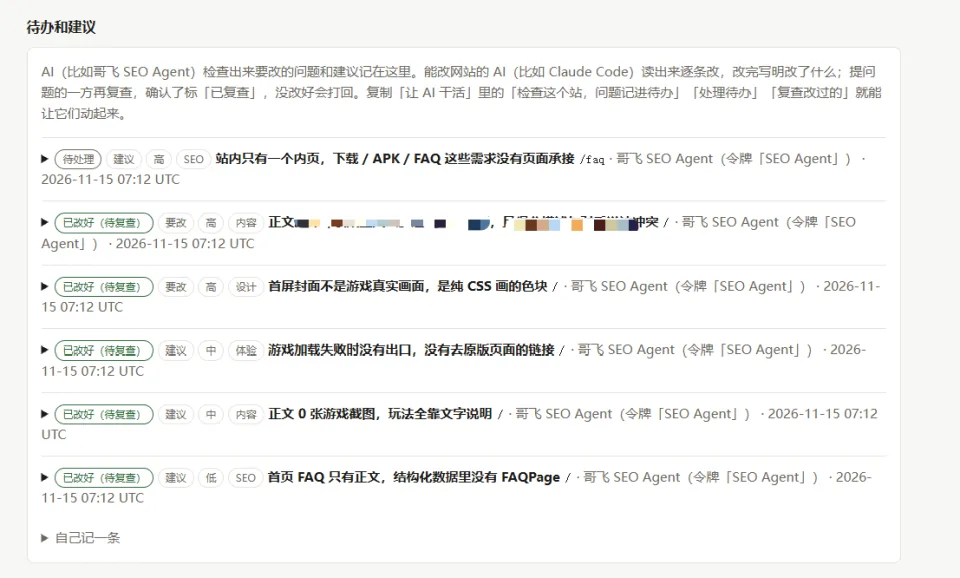 待办和建议
AI（比如哥飞 SEO Agent）检查出来要改的问题和建议记在这里。能改网站的 AI（比如 Claude Code）读出来逐条改，改完写明改了什么；提问
题的一方再复查，确认了标「已复查」，没改好会打回。复制「让 AI 干活」里的「检查这个站，问题记进待办」「处理待办」「复查改过的」就能
让它们动起来。
▶ 待处理 建议 高 SEO 站内只有一个内页，下载 / APK / FAQ 这些需求没有页面承接 /faq · 哥飞 SEO Agent（令牌「SEO Agent」） ·
2026-11-15 07:12 UTC
▶ 已改好（待复查） 要改 高 内容 正文 ， 冲突 / · 哥飞 SEO Agent（令牌「SEO
Agent」） · 2026-11-15 07:12 UTC
▶ 已改好（待复查） 要改 高 设计 首屏封面不是游戏真实画面，是纯 CSS 画的色块 / · 哥飞 SEO Agent（令牌「SEO Agent」） · 2026-11-
15 07:12 UTC
▶ 已改好（待复查） 建议 中 体验 游戏加载失败时没有出口，没有去原版页面的链接 / · 哥飞 SEO Agent（令牌「SEO Agent」） · 2026-
11-15 07:12 UTC
▶ 已改好（待复查） 建议 中 内容 正文 0 张游戏截图，玩法全靠文字说明 / · 哥飞 SEO Agent（令牌「SEO Agent」） · 2026-11-15 07:12
UTC
▶ 已改好（待复查） 建议 低 SEO 首页 FAQ 只有正文，结构化数据里没有 FAQPage / · 哥飞 SEO Agent（令牌「SEO Agent」） · 2026-
11-15 07:12 UTC
▶ 自己记一条